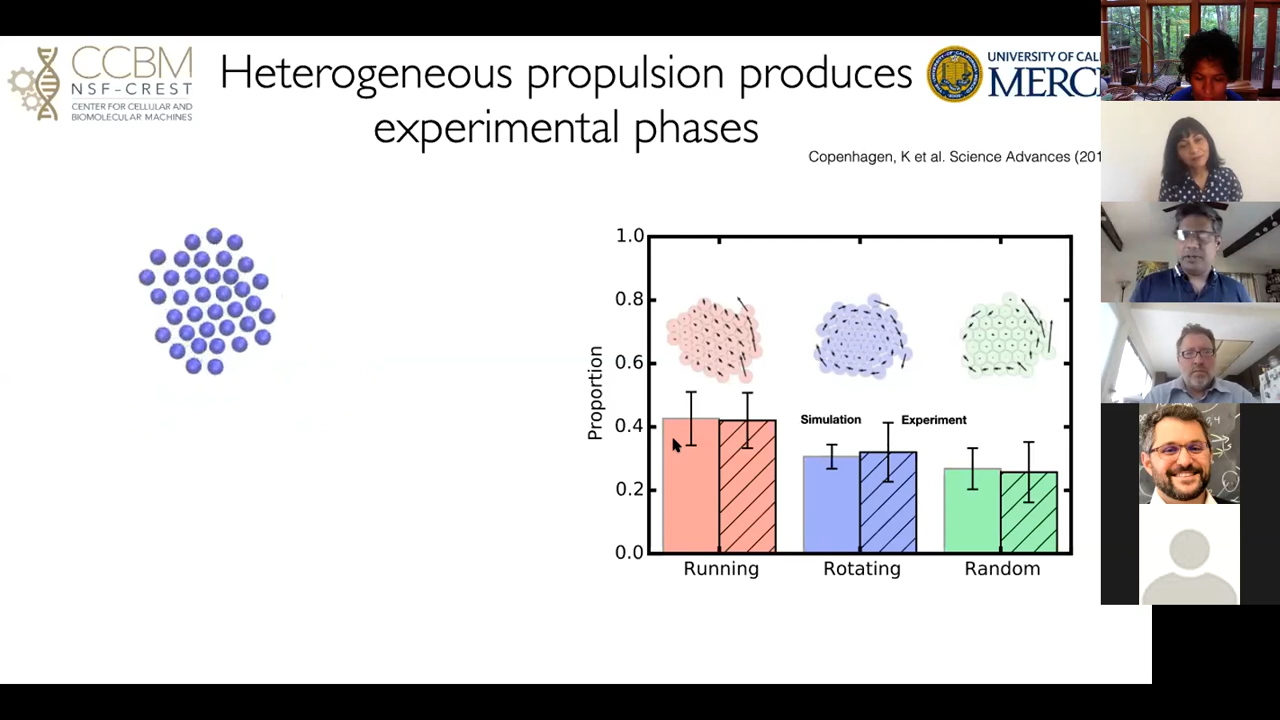 CCBM
NSF-CREST
CENTER FOR CELLULAR AND
BIOMOLECULAR MACHINES
Heterogeneous propulsion produces
experimental phases
UNIVERSITY OF CAL
MERC
Copenhagen, K et al. Science Advances (201
1.0
0.8
0.6
0.4
0.2
0.0
Proportion
Simulation
Experiment
Running
Rotating
Random